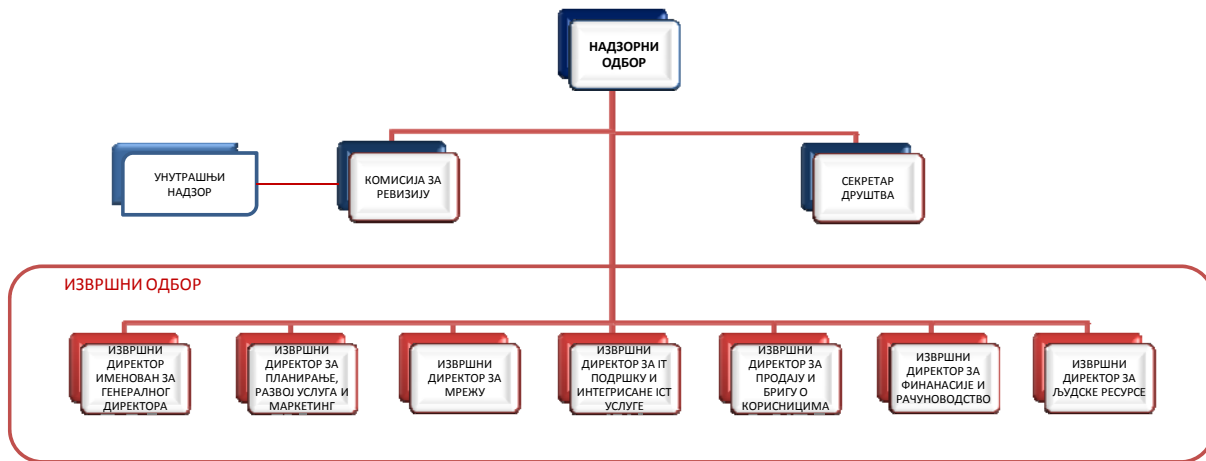 НАДЗОРНИ
ОДБОР
УНУТРАШЊИ
НАДЗОР
КОМИСИЈА ЗА
РЕВИЗИЈУ
СЕКРЕТАР
ДРУШТВА
ИЗВРШНИ ОДБОР
ИЗВРШНИ
ДИРЕКТОР
ИМЕНОВАН ЗА
ГЕНЕРАЛНОГ
ДИРЕКТОРА
ИЗВРШНИ
ДИРЕКТОР ЗА
ПЛАНИРАЊЕ,
РАЗВОЈ УСЛУГА И
МАРКЕТИНГ
ИЗВРШНИ
ДИРЕКТОР ЗА
МРЕЖУ
ИЗВРШНИ
ДИРЕКТОР ЗА IT
ПОДРШКУ И
ИНТЕГРИСАНЕ ICT
УСЛУГЕ
ИЗВРШНИ
ДИРЕКТОР ЗА
ПРОДАЈУ И
БРИГУ О
КОРИСНИЦИМА
ИЗВРШНИ
ДИРЕКТОР ЗА
ФИНАНАСИЈЕ И
РАЧУНОВОДСТВО
ИЗВРШНИ
ДИРЕКТОР ЗА
ЉУДСКЕ РЕСУРСЕ